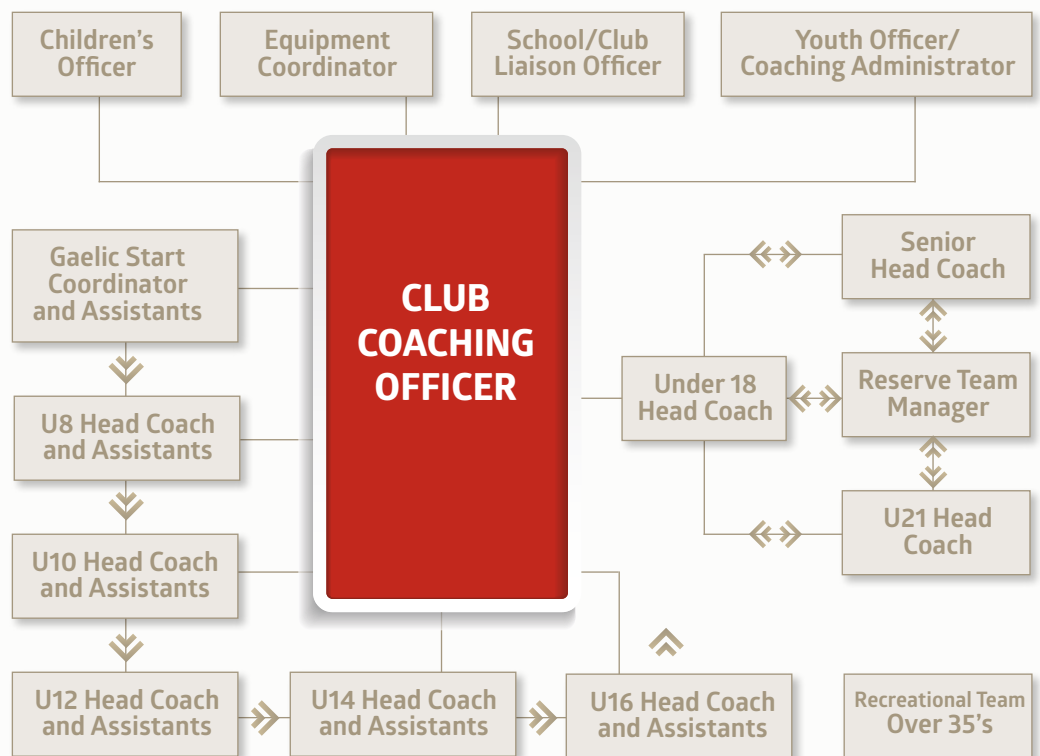 Children's
Officer
Equipment
Coordinator
School/Club
Liaison Officer
Youth Officer/
Coaching Administrator
Gaelic Start
Coordinator
and Assistants
CLUB
COACHING
OFFICER
Senior
Head Coach
Under 18
Head Coach
Reserve Team
Manager
U8 Head Coach
and Assistants
U21 Head
Coach
U10 Head Coach
and Assistants
U12 Head Coach
and Assistants
U14 Head Coach
and Assistants
U16 Head Coach
and Assistants
Recreational Team
Over 35's